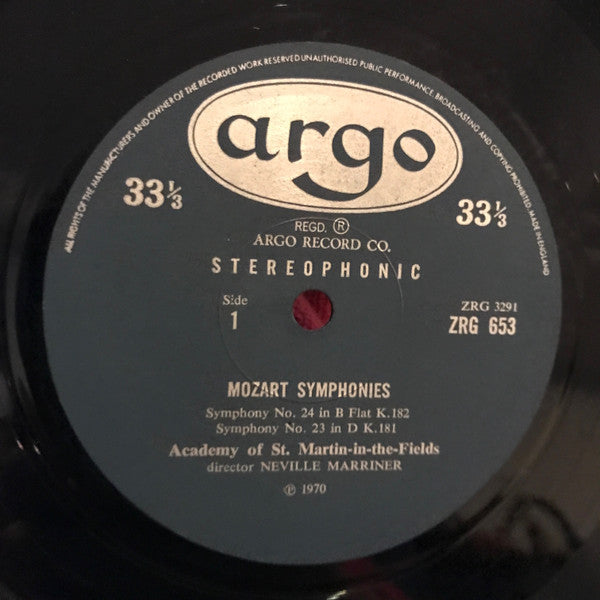 ALL RIGHTS OF THE MANUFACTURERS AND OWNER OF THE RECORDED WORK RESERVED UNAUTHORISED PUBLIC PERFORMANCE, BROADCASTING AND COPYING PROHIBITED. MADE IN ENGLAND
argo
33⅓
33⅓
REGD. ®
ARGO RECORD CO.
STEREOPHONIC
Side
1
ZRG 3291
ZRG 653
MOZART SYMPHONIES
Symphony No. 24 in B Flat K.182
Symphony No. 23 in D K.181
Academy of St. Martin-in-the-Fields
director NEVILLE MARRINER
℗ 1970